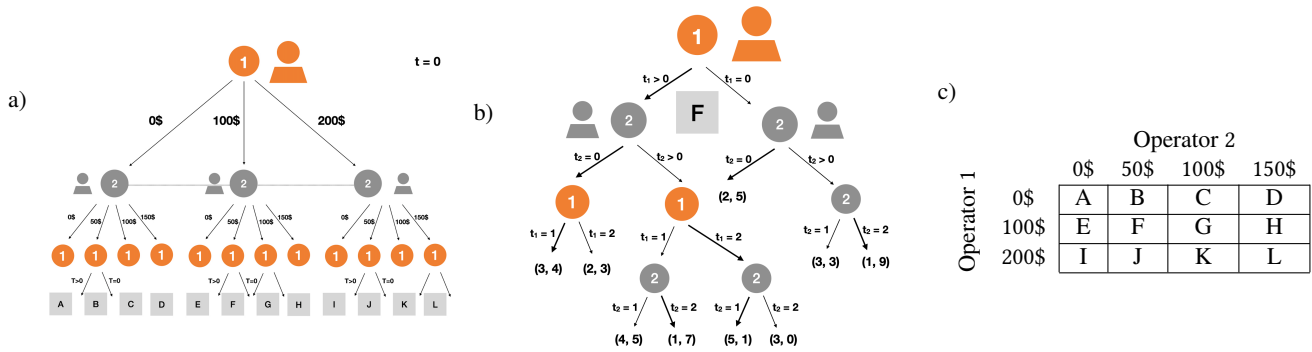 a)
1
t = 0
0$ 100$ 200$
2 2 2
0$ 50$ 100$ 150$ 0$ 50$ 100$ 150$ 0$ 50$ 100$ 150$
1 1 1 1 1 1 1 1 1 1 1 1
T>0 T=0 T>0 T=0 T>0 T=0
A B C D E F G H I J K L
b)
1
t₁ > 0 t₁ = 0
2 F 2
t₂ = 0 t₂ > 0 t₂ = 0 t₂ > 0
1 1 (2, 5) 2
t₁ = 1 t₁ = 2 t₁ = 1 t₁ = 2 t₂ = 1 t₂ = 2
(3, 4) (2, 3) 2 2 (3, 3) (1, 9)
t₂ = 1 t₂ = 2 t₂ = 1 t₂ = 2
(4, 5) (1, 7) (5, 1) (3, 0)
c)
Operator 2
0$ 50$ 100$ 150$
Operator 1
0$ A B C D
100$ E F G H
200$ I J K L